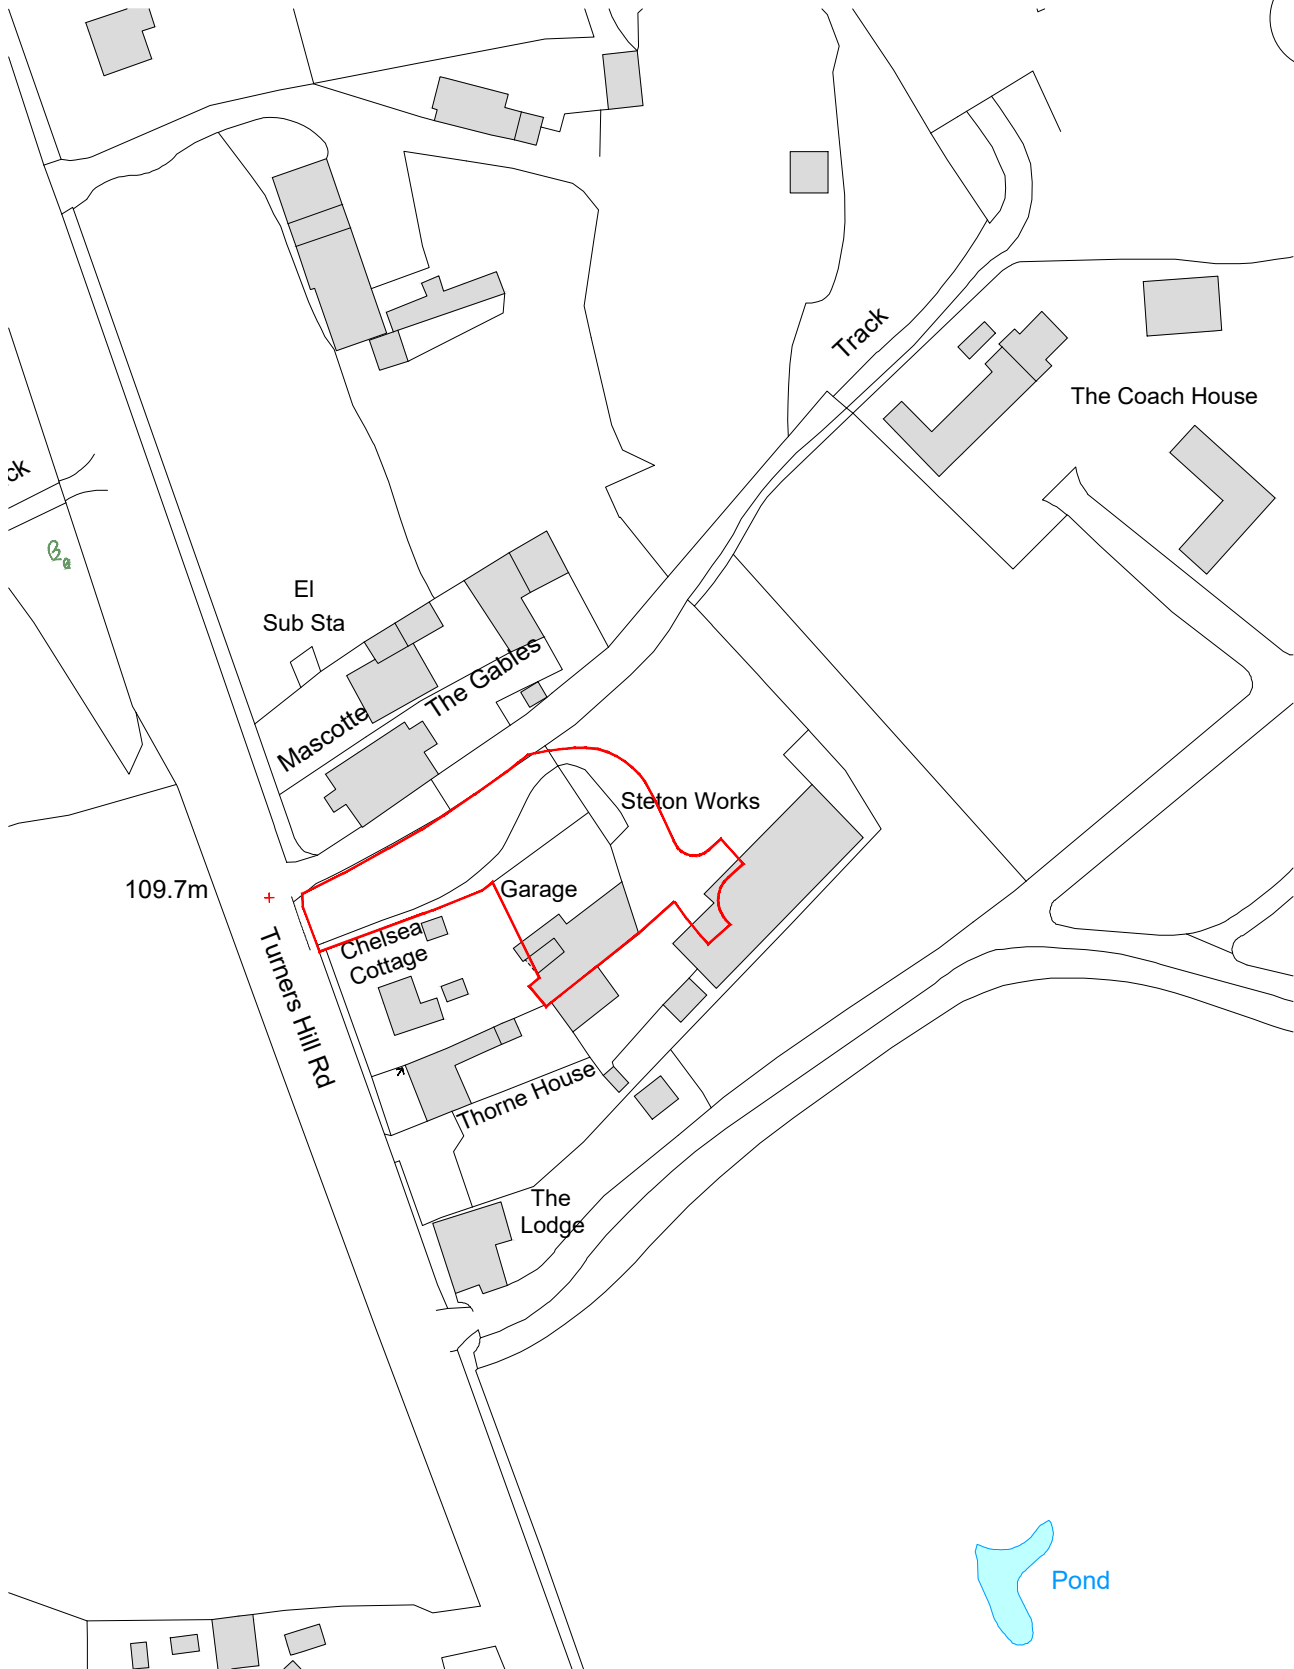 Track
The Coach House
ck
El
Sub Sta
The Gables
Mascotte
Steton Works
109.7m
Garage
Chelsea
Cottage
Turners Hill Rd
Thorne House
The
Lodge
Pond